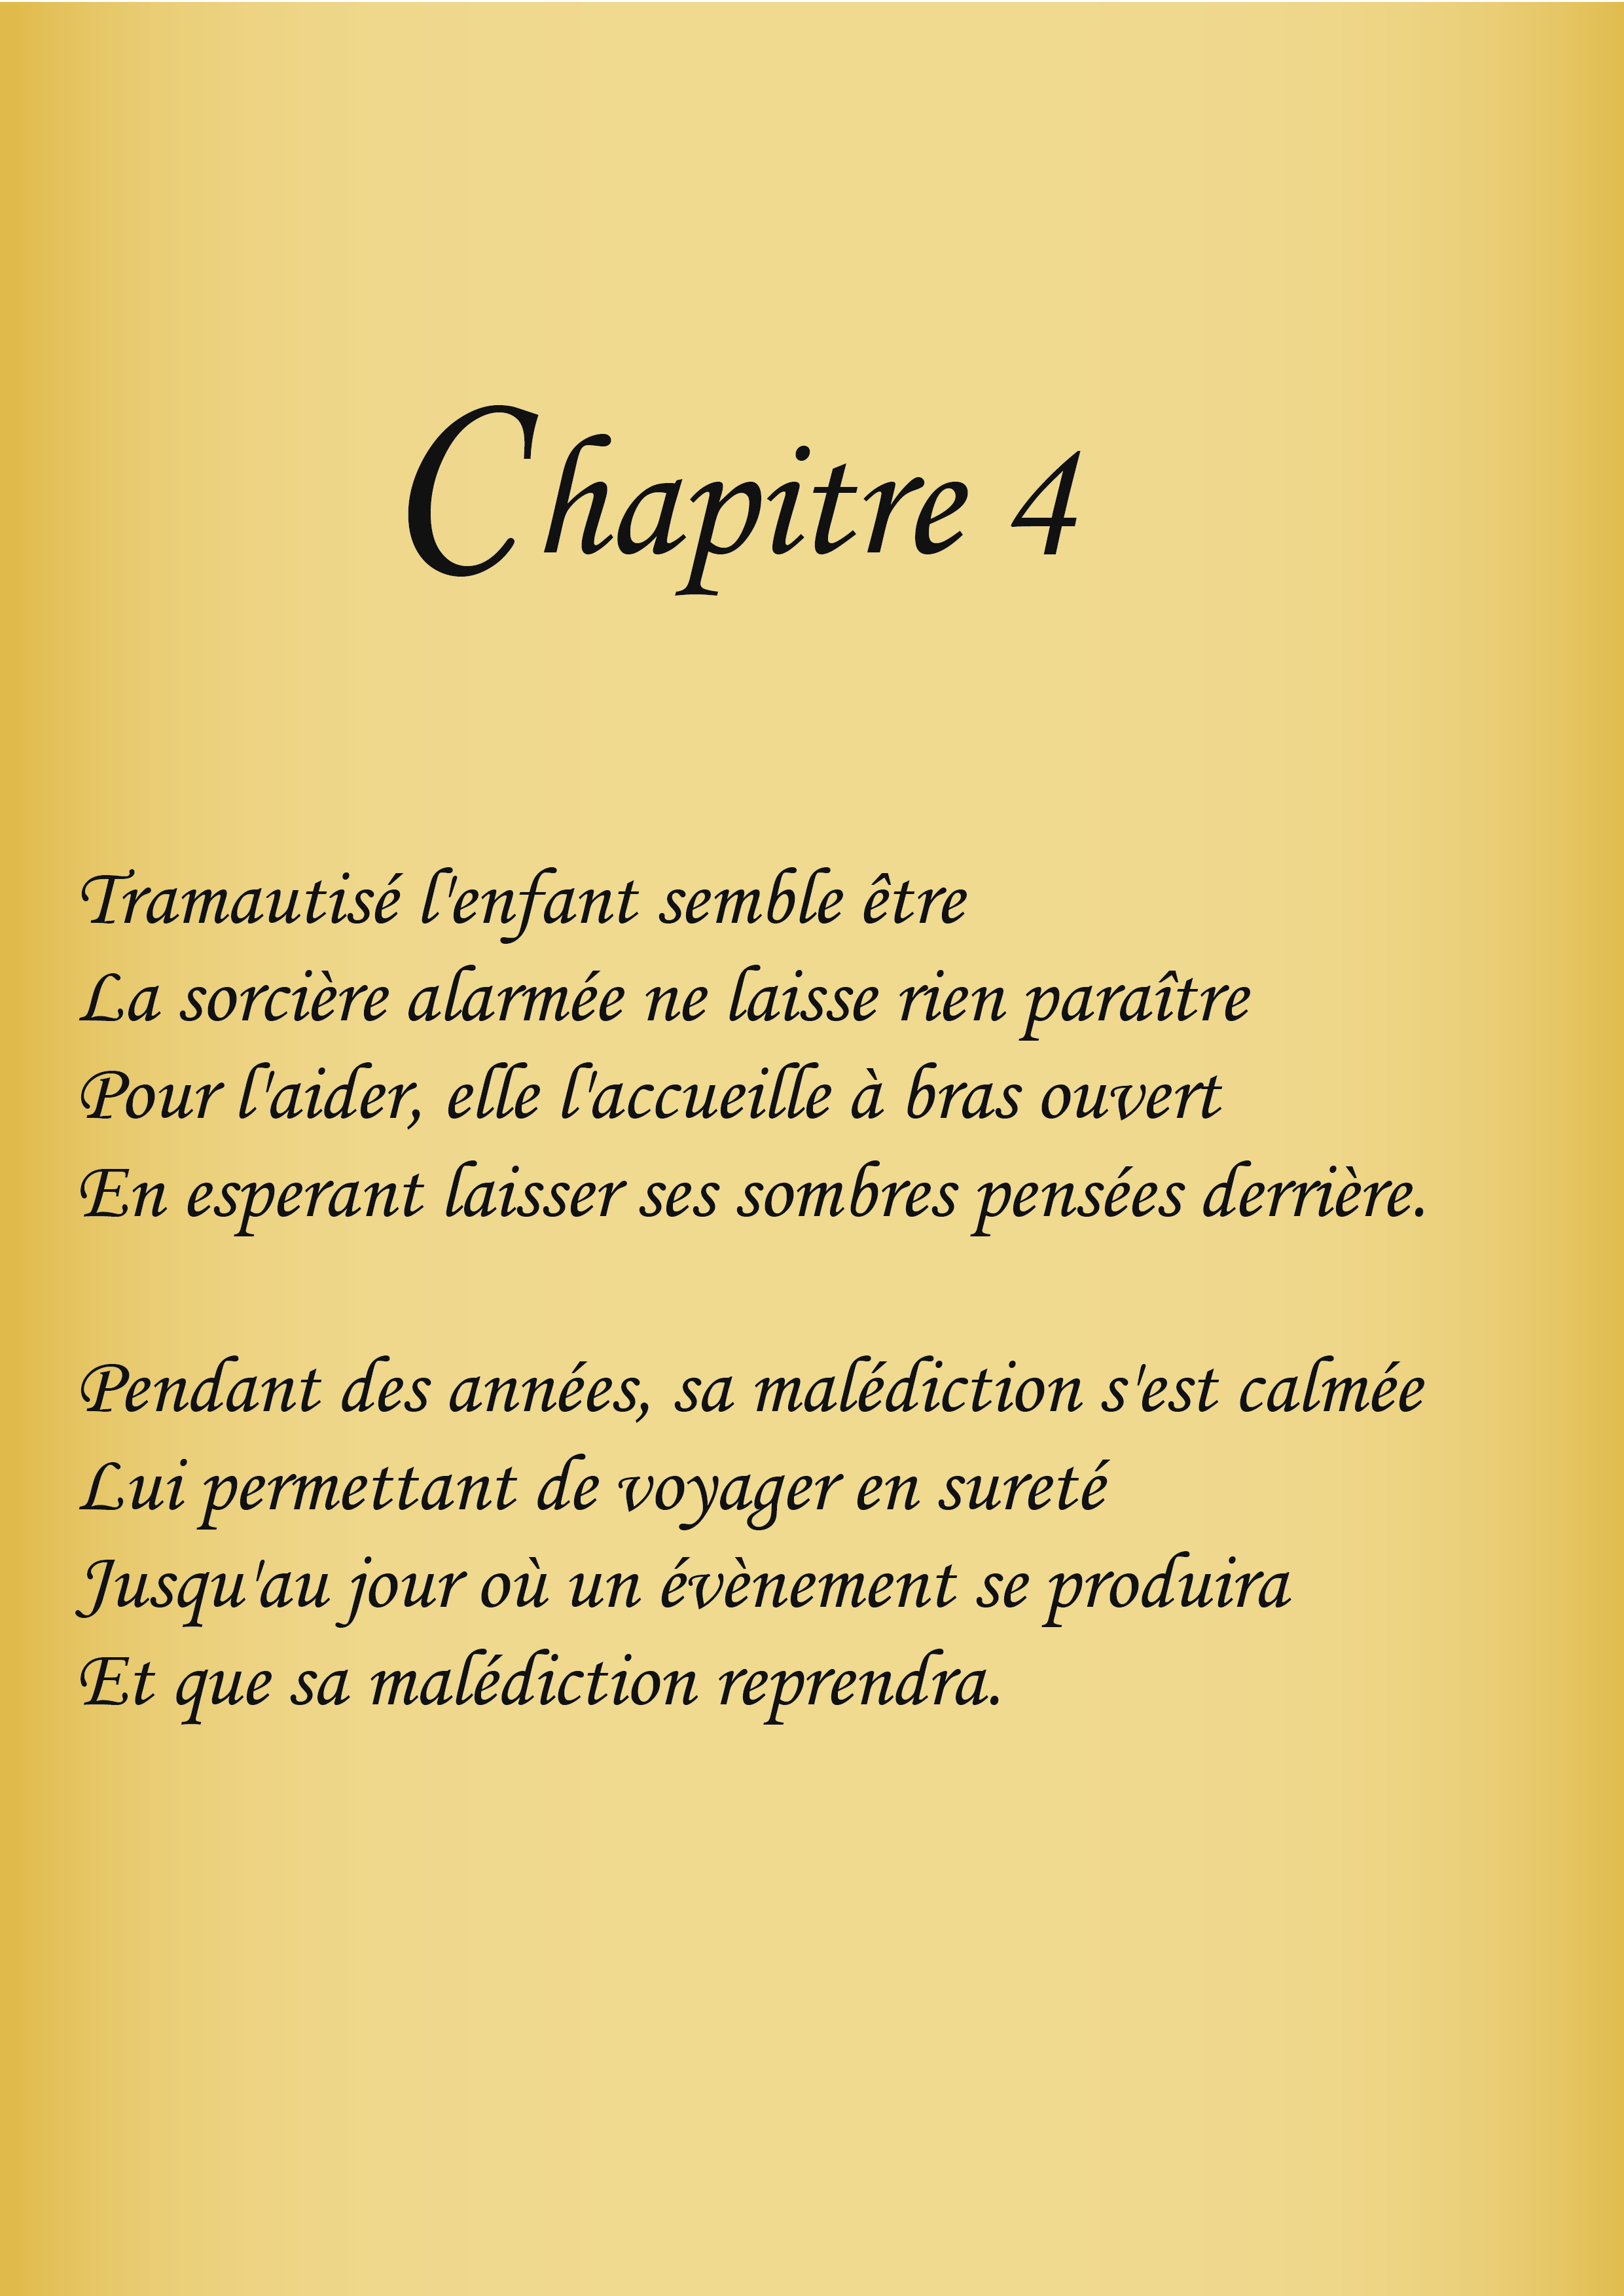 Chapitre 4
Tramautisé l'enfant semble être
La sorcière alarmée ne laisse rien paraître
Pour l'aider, elle l'accueille à bras ouvert
En esperant laisser ses sombres pensées derrière.
Pendant des années, sa malédiction s'est calmée
Lui permettant de voyager en sureté
Jusqu'au jour où un évènement se produira
Et que sa malédiction reprendra.